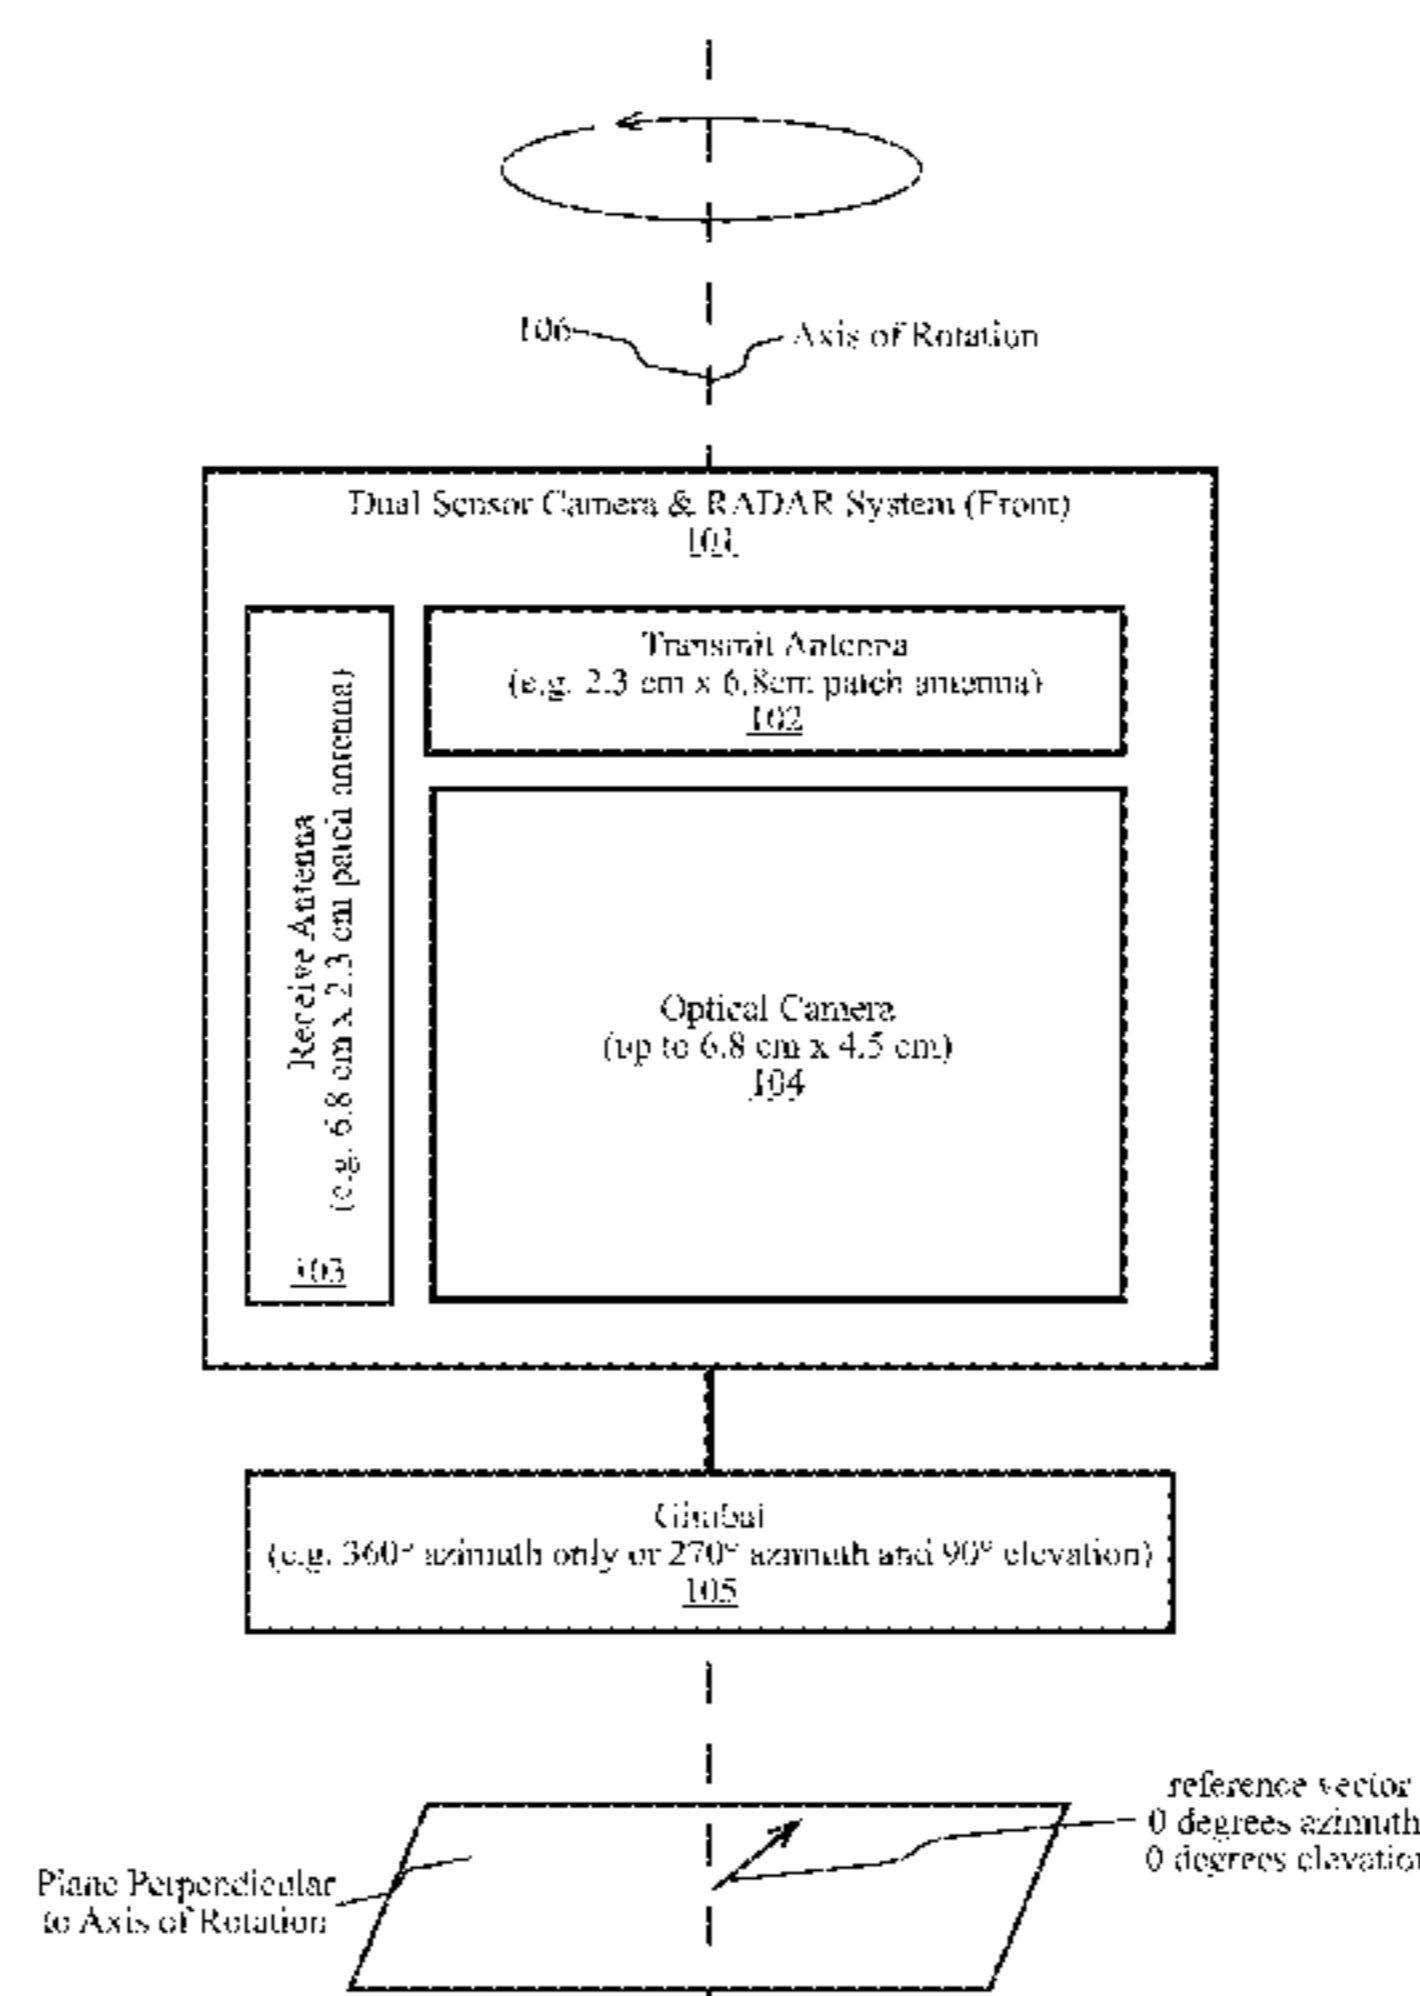 106
Axis of Rotation
Dual Sensor Camera & RADAR System (Front)
101
Transmit Antenna
(e.g. 2.3 cm x 6.8cm patch antenna)
102
Receive Antenna
(e.g. 6.8 cm x 2.3 cm patch antenna)
103
Optical Camera
(up to 6.8 cm x 4.5 cm)
104
Gimbal
(e.g. 360° azimuth only or 270° azimuth and 90° elevation)
105
reference vector
0 degrees azimuth
0 degrees elevation
Plane Perpendicular
to Axis of Rotation